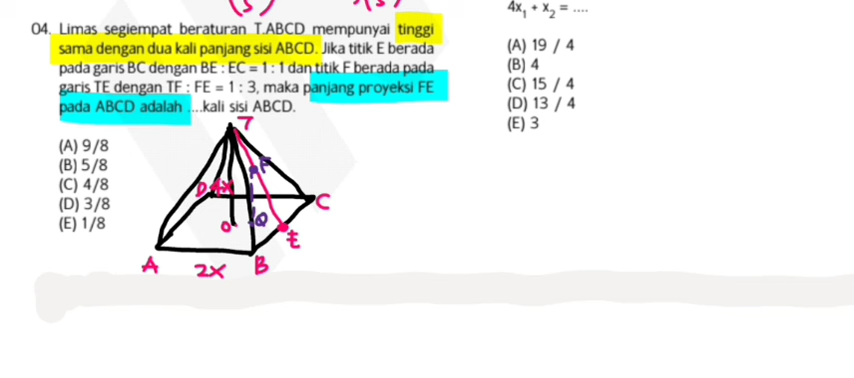 (5)
(5)
04. Limas segiempat beraturan T.ABCD mempunyai tinggi
sama dengan dua kali panjang sisi ABCD. Jika titik E berada
pada garis BC dengan BE : EC = 1 : 1 dan titik F berada pada
garis TE dengan TF : FE = 1 : 3, maka panjang proyeksi FE
pada ABCD adalah ....kali sisi ABCD.
(A) 9/8
(B) 5/8
(C) 4/8
(D) 3/8
(E) 1/8
T
F
D
4x
C
O
Q
E
A
2x
B
4x₁ + x₂ = ....
(A) 19 / 4
(B) 4
(C) 15 / 4
(D) 13 / 4
(E) 3